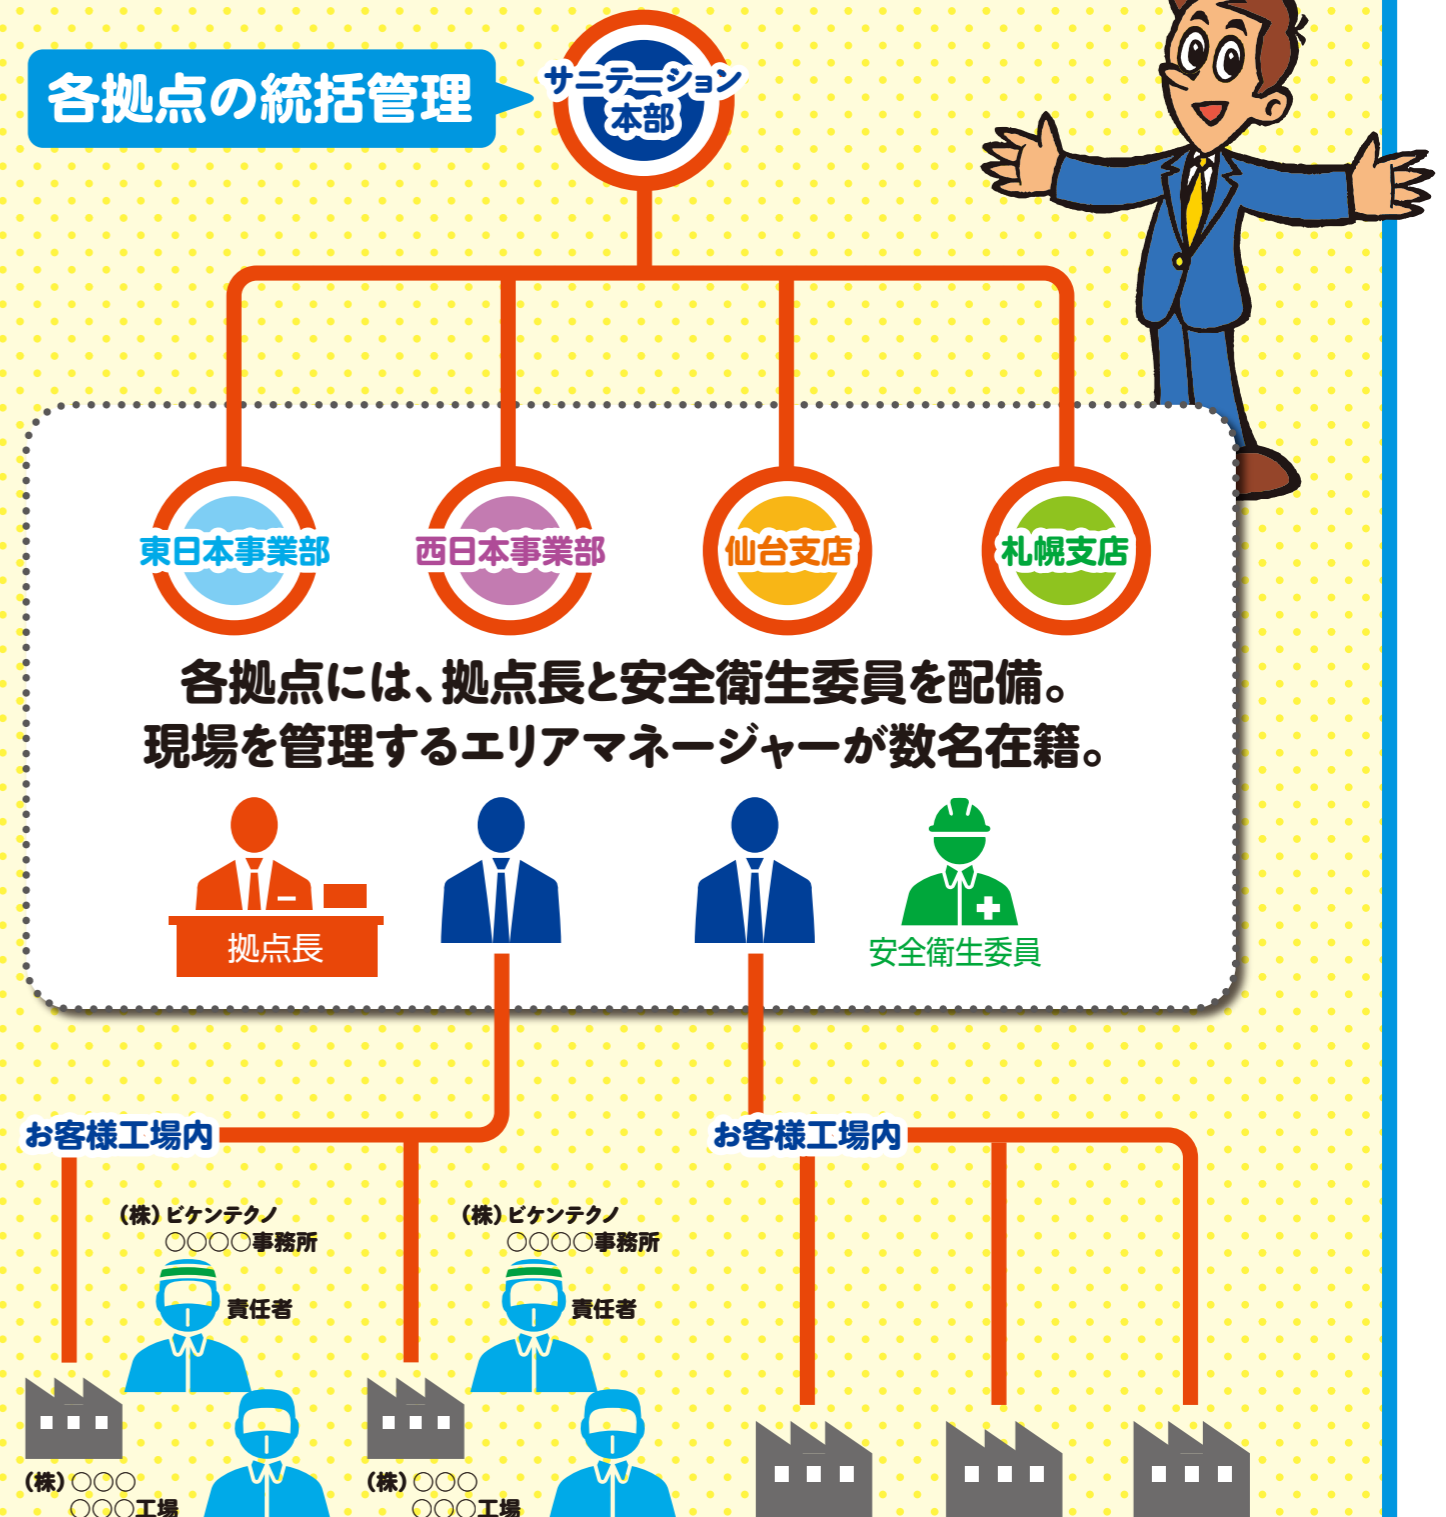 各拠点の統括管理
サニテーション
本部
東日本事業部
西日本事業部
仙台支店
札幌支店
各拠点には、拠点長と安全衛生委員を配備。
現場を管理するエリアマネージャーが数名在籍。
拠点長
安全衛生委員
お客様工場内
お客様工場内
（株）ビケンテクノ
○○○○事務所
責任者
（株）ビケンテクノ
○○○○事務所
責任者
（株）○○○
○○○工場
（株）○○○
○○○工場